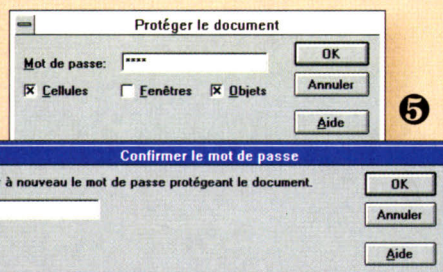 Protéger le document
Mot de passe: ****
OK
Cellules Fenêtres Objets
Annuler
Aide
5
Confirmer le mot de passe
à nouveau le mot de passe protégeant le document.
OK
Annuler
Aide